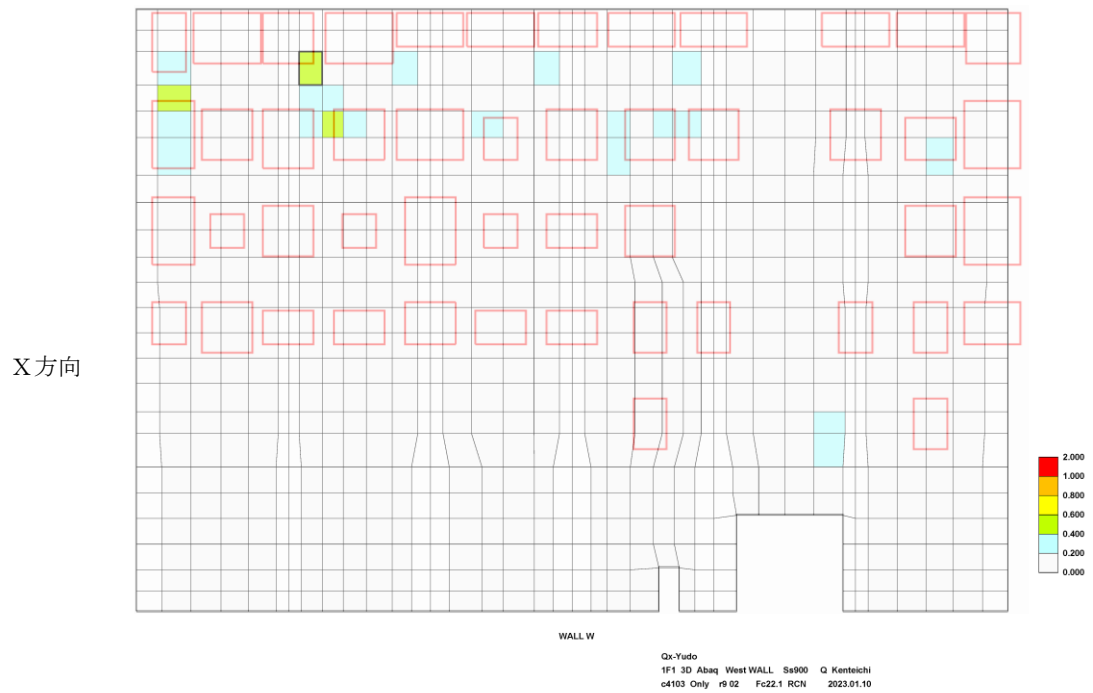 X方向
2.000
1.000
0.800
0.600
0.400
0.200
0.000
WALL W
Qx-Yudo
1F1 3D Abaq West WALL Ss900 Q Kenteichi
c4103 Only r9 02 Fc22.1 RCN 2023.01.10